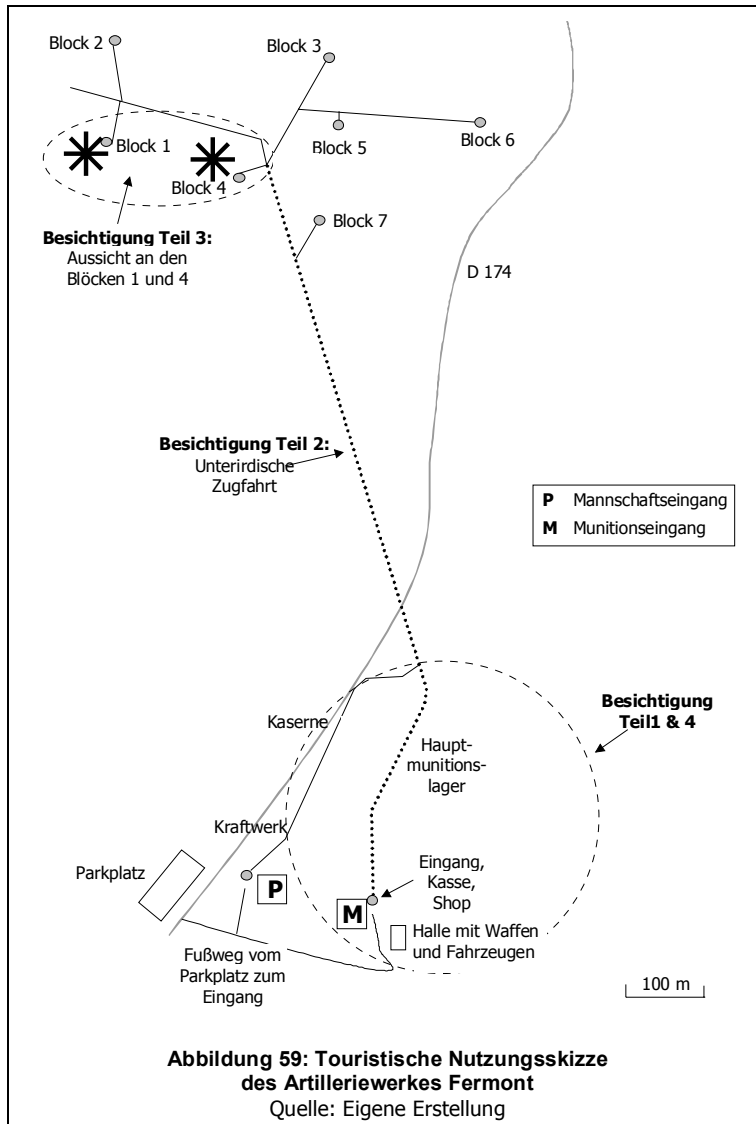 Block 2
Block 3
Block 1
Block 5
Block 6
Block 4
Block 7
Besichtigung Teil 3:
Aussicht an den
Blöcken 1 und 4
D 174
Besichtigung Teil 2:
Unterirdische
Zugfahrt
P Mannschaftseingang
M Munitionseingang
Besichtigung
Teil1 & 4
Kaserne
Haupt-
munitions-
lager
Kraftwerk
Parkplatz
P
Eingang,
Kasse,
Shop
M
Halle mit Waffen
und Fahrzeugen
Fußweg vom
Parkplatz zum
Eingang
100 m
Abbildung 59: Touristische Nutzungsskizze
des Artilleriewerkes Fermont
Quelle: Eigene Erstellung